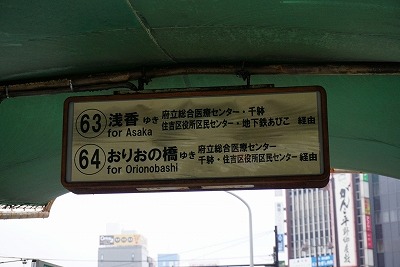 63 浅香 ゆき 府立総合医療センター・千躰
住吉区役所区民センター・地下鉄あびこ 経由
for Asaka
64 おりおの橋 ゆき 府立総合医療センター
千躰・住吉区役所区民センター 経由
for Orionobashi